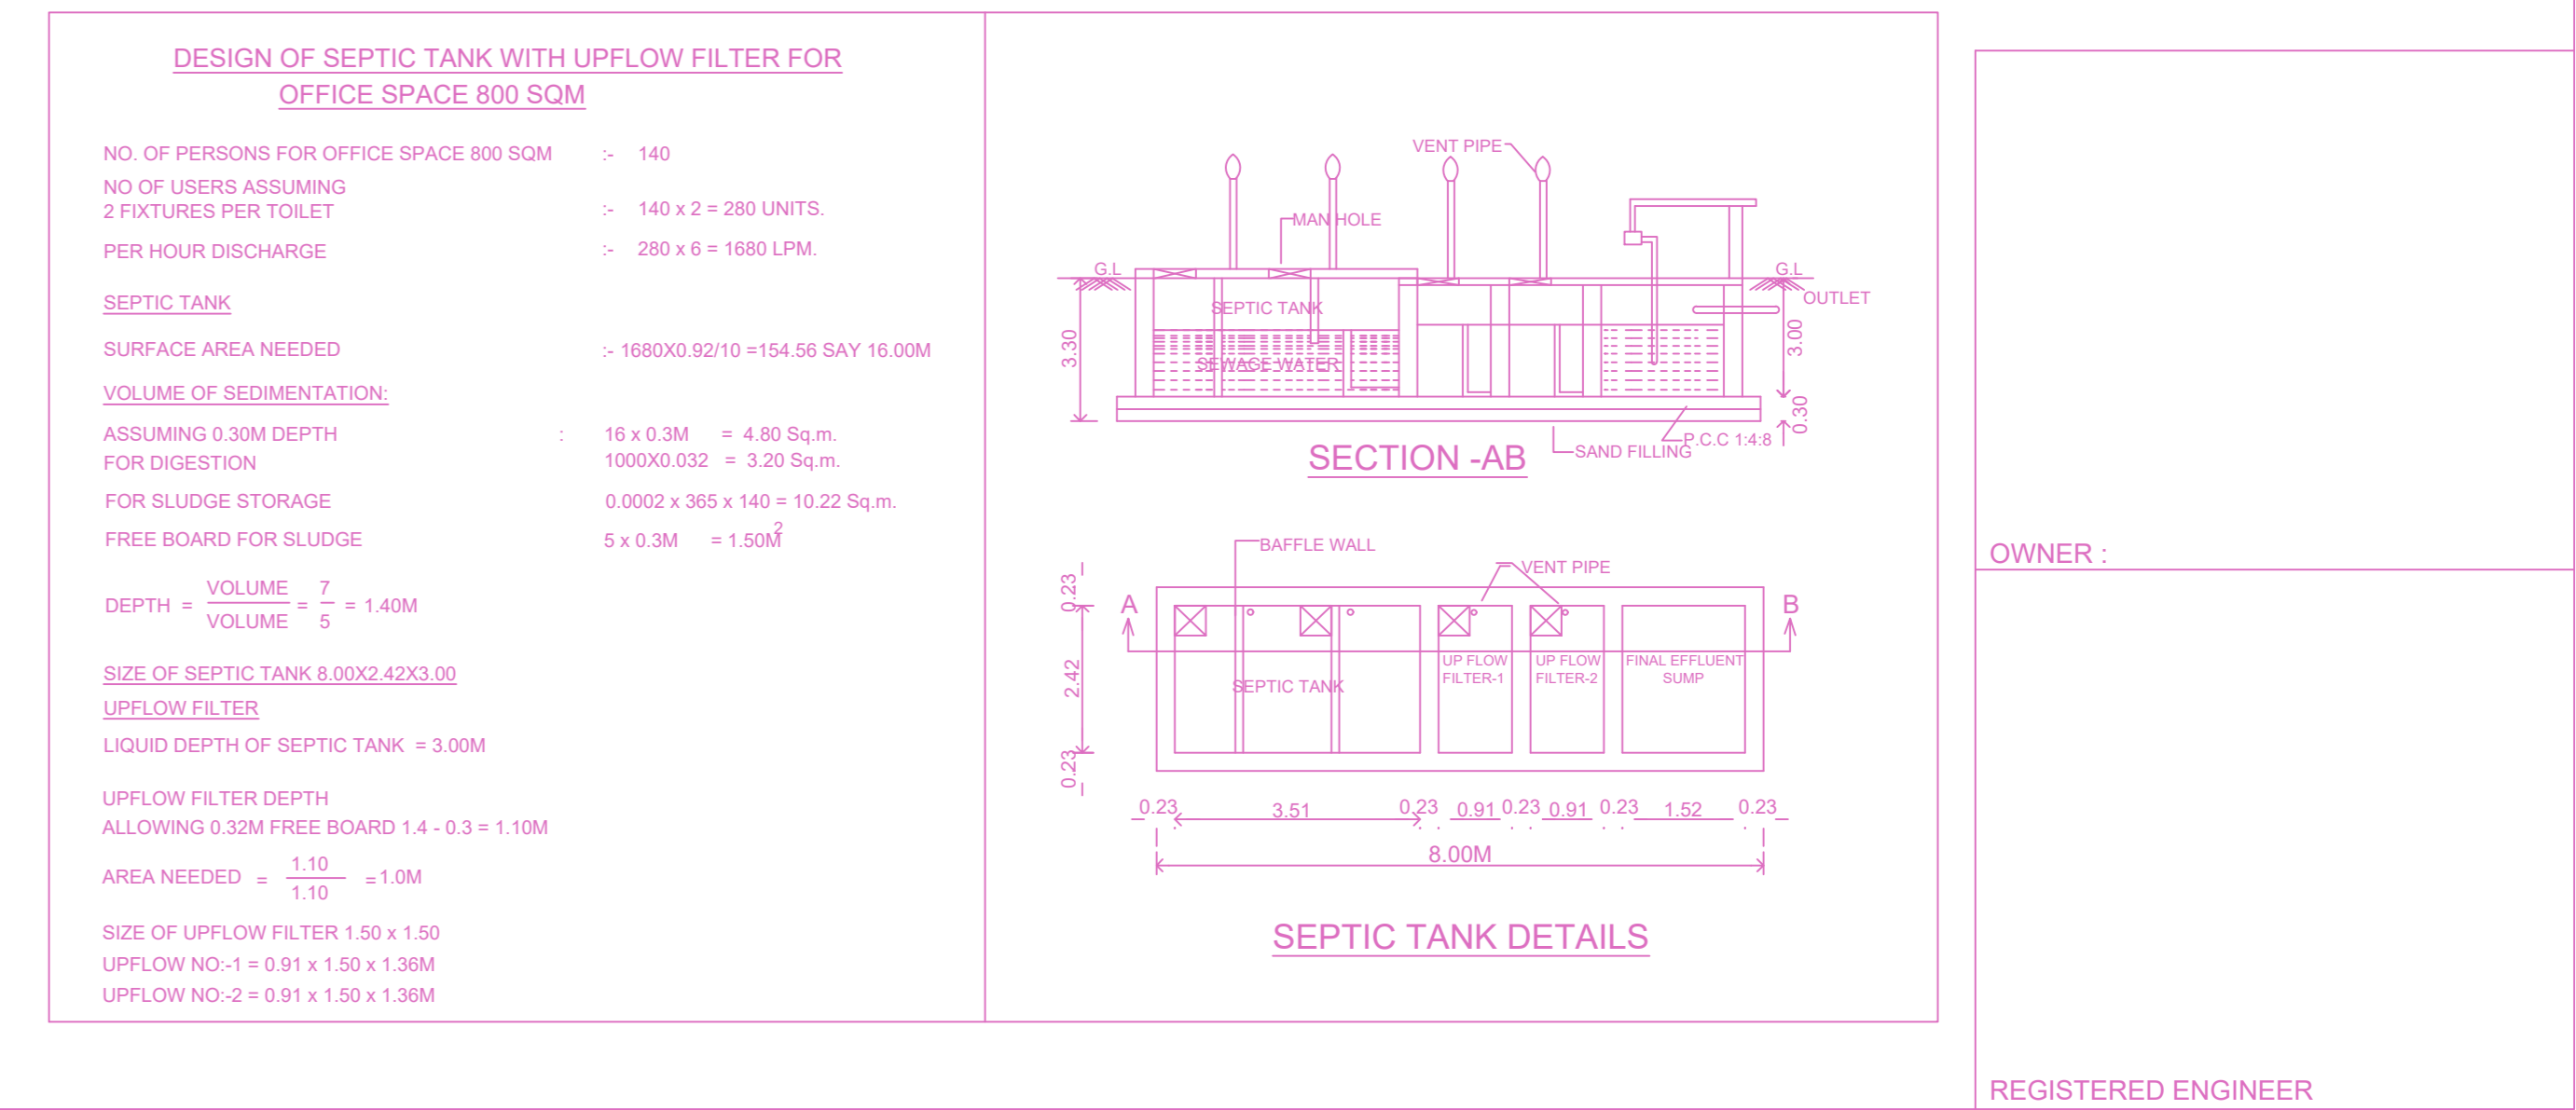 DESIGN OF SEPTIC TANK WITH UPFLOW FILTER FOR
OFFICE SPACE 800 SQM
NO. OF PERSONS FOR OFFICE SPACE 800 SQM :- 140
NO OF USERS ASSUMING
2 FIXTURES PER TOILET :- 140 x 2 = 280 UNITS.
PER HOUR DISCHARGE :- 280 x 6 = 1680 LPM.
SEPTIC TANK
SURFACE AREA NEEDED :- 1680X0.92/10 =154.56 SAY 16.00M
VOLUME OF SEDIMENTATION:
ASSUMING 0.30M DEPTH : 16 x 0.3M = 4.80 Sq.m.
FOR DIGESTION 1000X0.032 = 3.20 Sq.m.
FOR SLUDGE STORAGE 0.0002 x 365 x 140 = 10.22 Sq.m.
FREE BOARD FOR SLUDGE 5 x 0.3M = 1.50M2
DEPTH = VOLUME / VOLUME = 7 / 5 = 1.40M
SIZE OF SEPTIC TANK 8.00X2.42X3.00
UPFLOW FILTER
LIQUID DEPTH OF SEPTIC TANK = 3.00M
UPFLOW FILTER DEPTH
ALLOWING 0.32M FREE BOARD 1.4 - 0.3 = 1.10M
AREA NEEDED = 1.10 / 1.10 =1.0M
SIZE OF UPFLOW FILTER 1.50 x 1.50
UPFLOW NO:-1 = 0.91 x 1.50 x 1.36M
UPFLOW NO:-2 = 0.91 x 1.50 x 1.36M
VENT PIPE
MAN HOLE
G.L
G.L
OUTLET
SEPTIC TANK
SEWAGE WATER
3.30
3.00
0.30
P.C.C 1:4:8
SAND FILLING
SECTION -AB
BAFFLE WALL
VENT PIPE
0.23
A
B
2.42
UP FLOW
FILTER-1
UP FLOW
FILTER-2
FINAL EFFLUENT
SUMP
SEPTIC TANK
0.23
0.23 3.51 0.23 0.91 0.23 0.91 0.23 1.52 0.23
8.00M
SEPTIC TANK DETAILS
OWNER :
REGISTERED ENGINEER